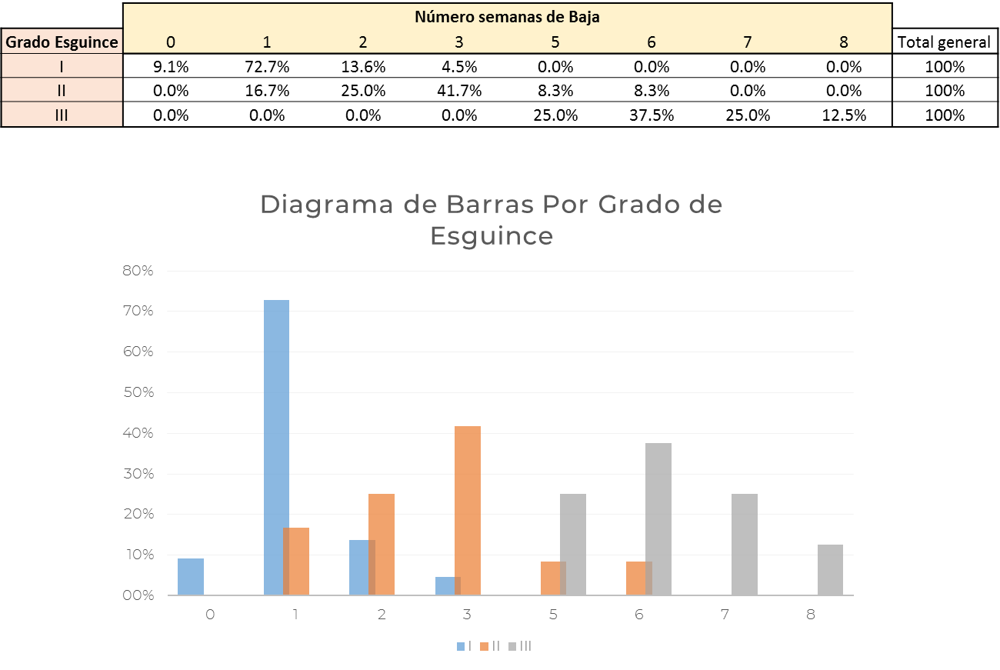 Número semanas de Baja
Grado Esguince 0 1 2 3 5 6 7 8 Total general
I 9.1% 72.7% 13.6% 4.5% 0.0% 0.0% 0.0% 0.0% 100%
II 0.0% 16.7% 25.0% 41.7% 8.3% 8.3% 0.0% 0.0% 100%
III 0.0% 0.0% 0.0% 0.0% 25.0% 37.5% 25.0% 12.5% 100%
Diagrama de Barras Por Grado de
Esguince
80%
70%
60%
50%
40%
30%
20%
10%
00%
0 1 2 3 5 6 7 8
I II III